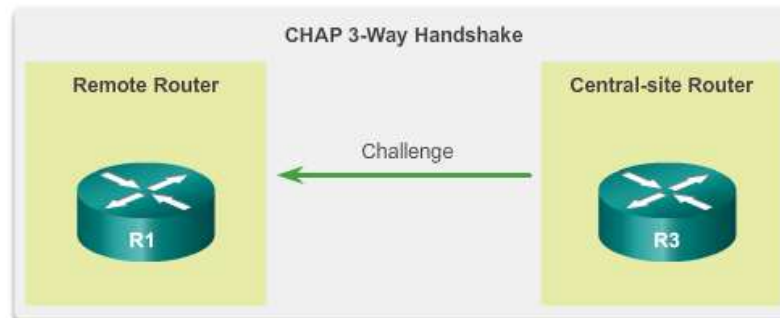 CHAP 3-Way Handshake
Remote Router
Central-site Router
Challenge
R1
R3